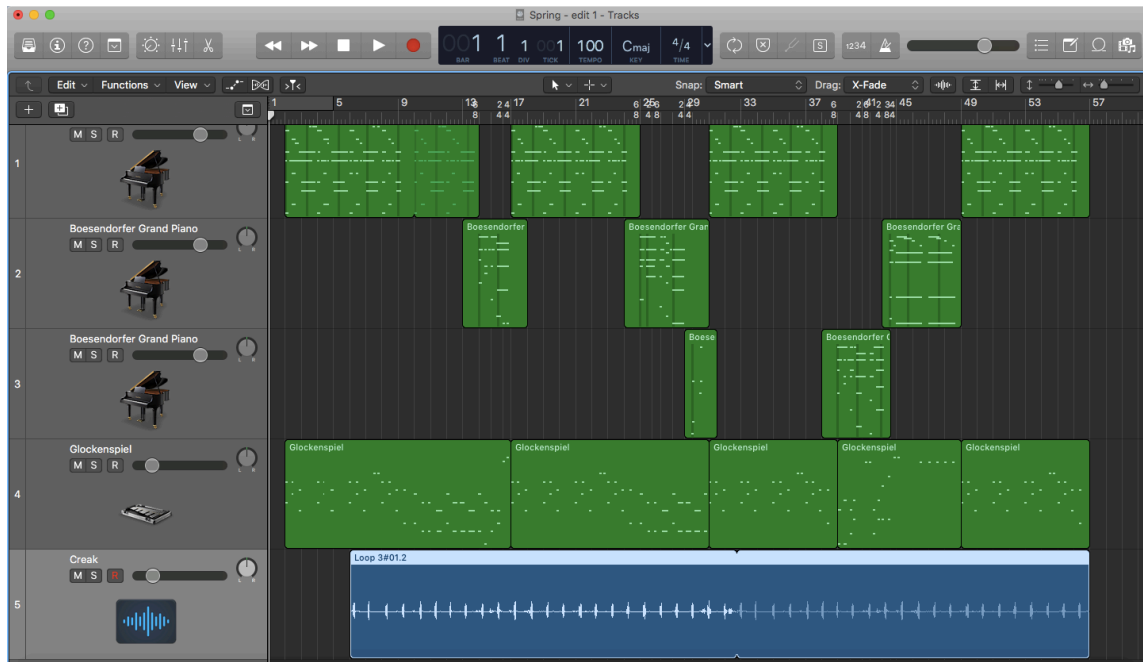 Spring - edit 1 - Tracks
001 1 1 001 100 Cmaj 4/4
BAR BEAT DIV TICK TEMPO KEY TIME
S 1234
Edit Functions View Snap: Smart Drag: X-Fade
1 5 9 13 17 21 25 29 33 37 41 45 49 53 57
M S R
L R
1
Boesendorfer Grand Piano
M S R
L R
2
Boesendorfer
Boesendorfer Gran
Boesendorfer Gra
Boesendorfer Grand Piano
M S R
L R
3
Boese
Boesendorfer G
Glockenspiel
M S R
L R
4
Glockenspiel
Glockenspiel
Glockenspiel
Glockenspiel
Glockenspiel
Creak
M S R
L R
5
Loop 3#01.2